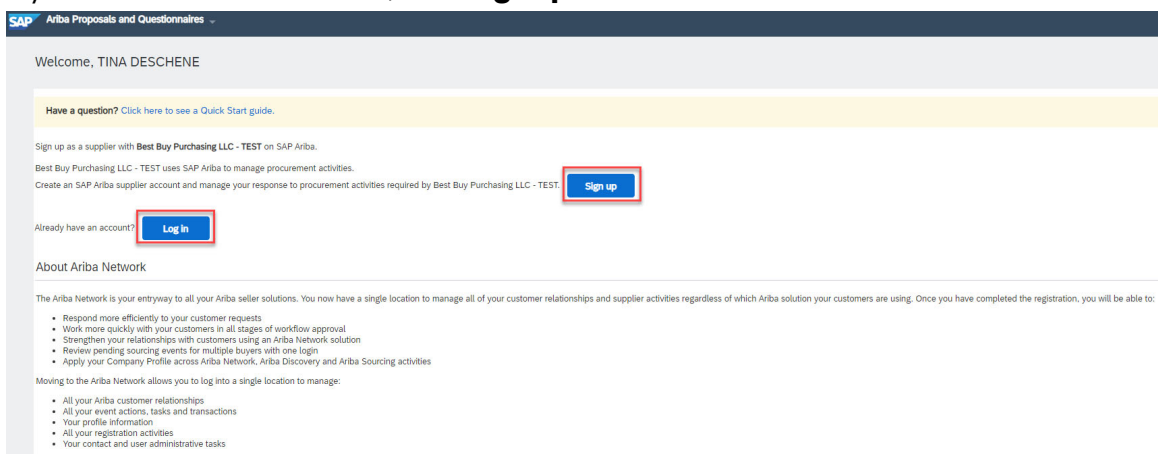 SAP Ariba Proposals and Questionnaires
Welcome, TINA DESCHENE
Have a question? Click here to see a Quick Start guide.
Sign up as a supplier with Best Buy Purchasing LLC - TEST on SAP Ariba.
Best Buy Purchasing LLC - TEST uses SAP Ariba to manage procurement activities.
Create an SAP Ariba supplier account and manage your response to procurement activities required by Best Buy Purchasing LLC - TEST. Sign up
Already have an account? Log in
About Ariba Network
The Ariba Network is your entryway to all your Ariba seller solutions. You now have a single location to manage all of your customer relationships and supplier activities regardless of which Ariba solution your customers are using. Once you have completed the registration, you will be able to:
• Respond more efficiently to your customer requests
• Work more quickly with your customers in all stages of workflow approval
• Strengthen your relationships with customers using an Ariba Network solution
• Review pending sourcing events for multiple buyers with one login
• Apply your Company Profile across Ariba Network, Ariba Discovery and Ariba Sourcing activities
Moving to the Ariba Network allows you to log into a single location to manage:
• All your Ariba customer relationships
• All your event actions, tasks and transactions
• Your profile information
• All your registration activities
• Your contact and user administrative tasks